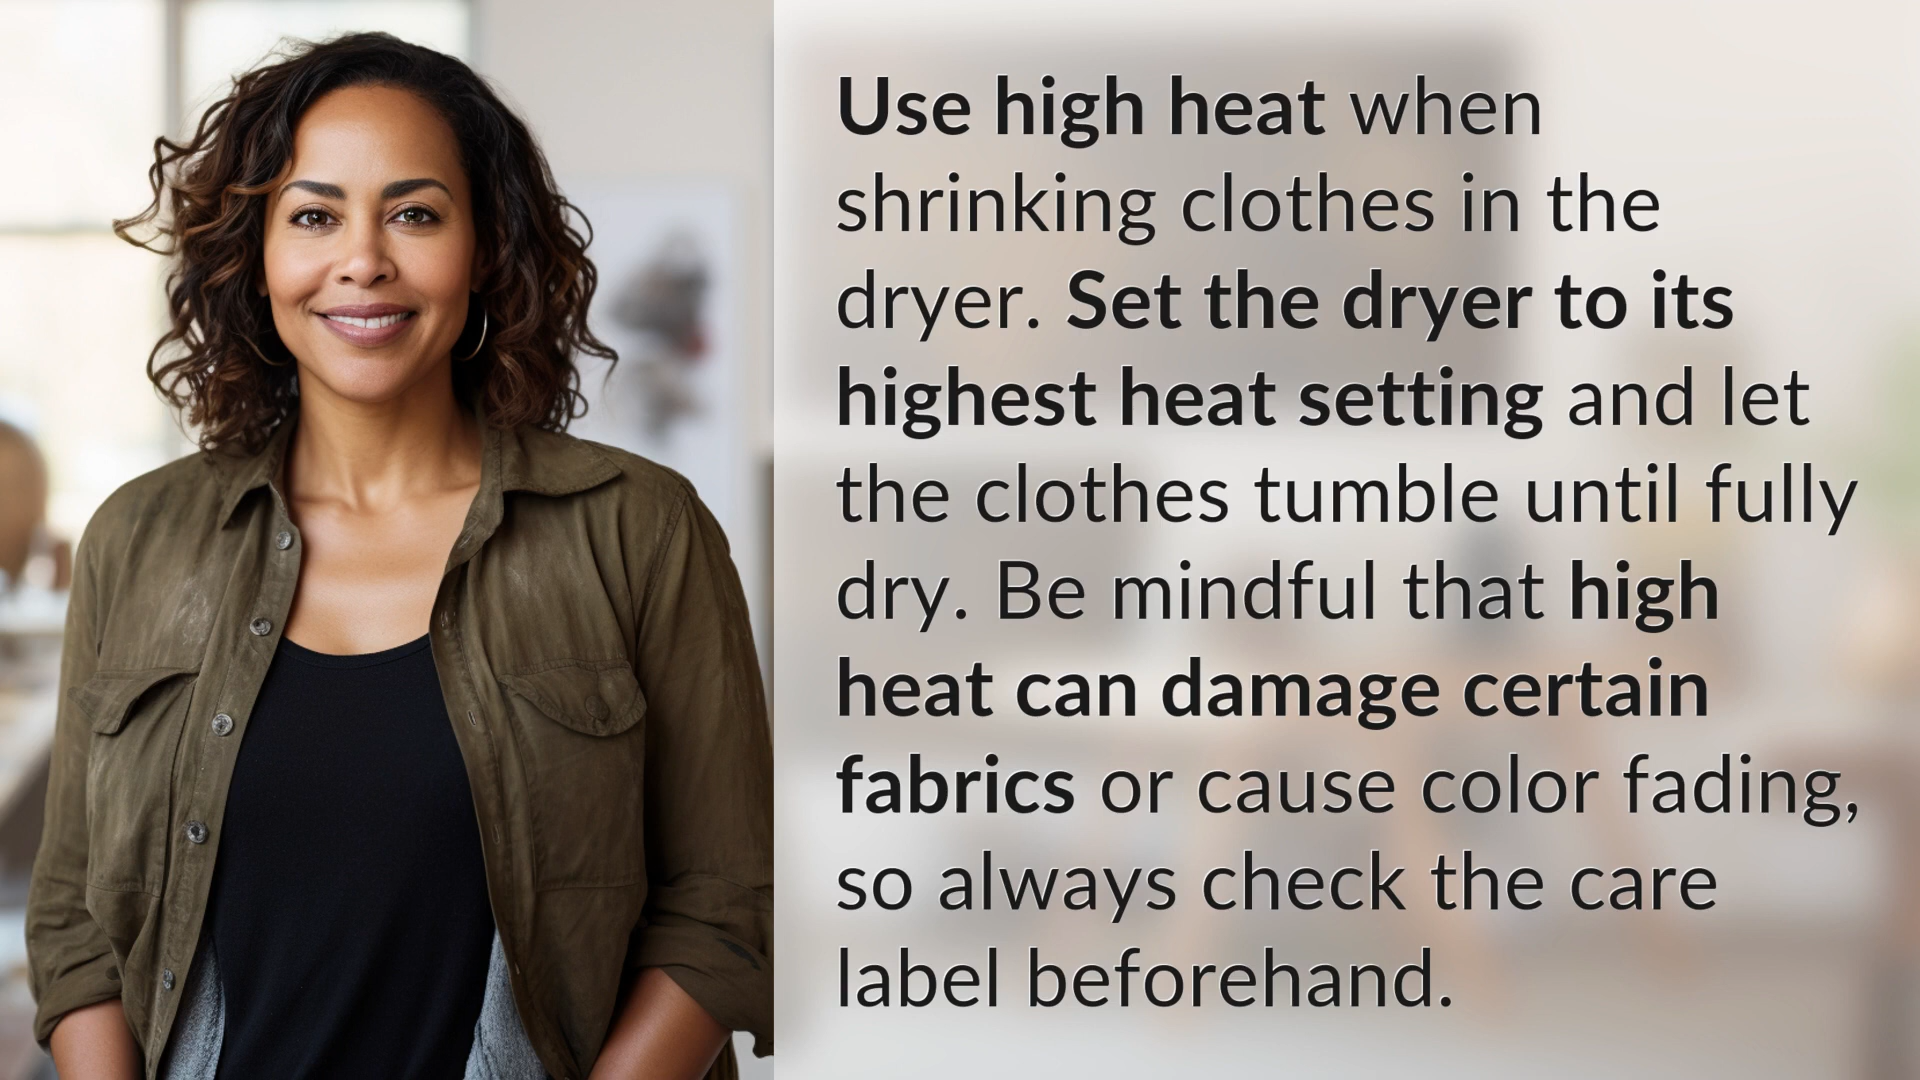 Use high heat when
shrinking clothes in the
dryer. Set the dryer to its
highest heat setting and let
the clothes tumble until fully
dry. Be mindful that high
heat can damage certain
fabrics or cause color fading,
so always check the care
label beforehand.